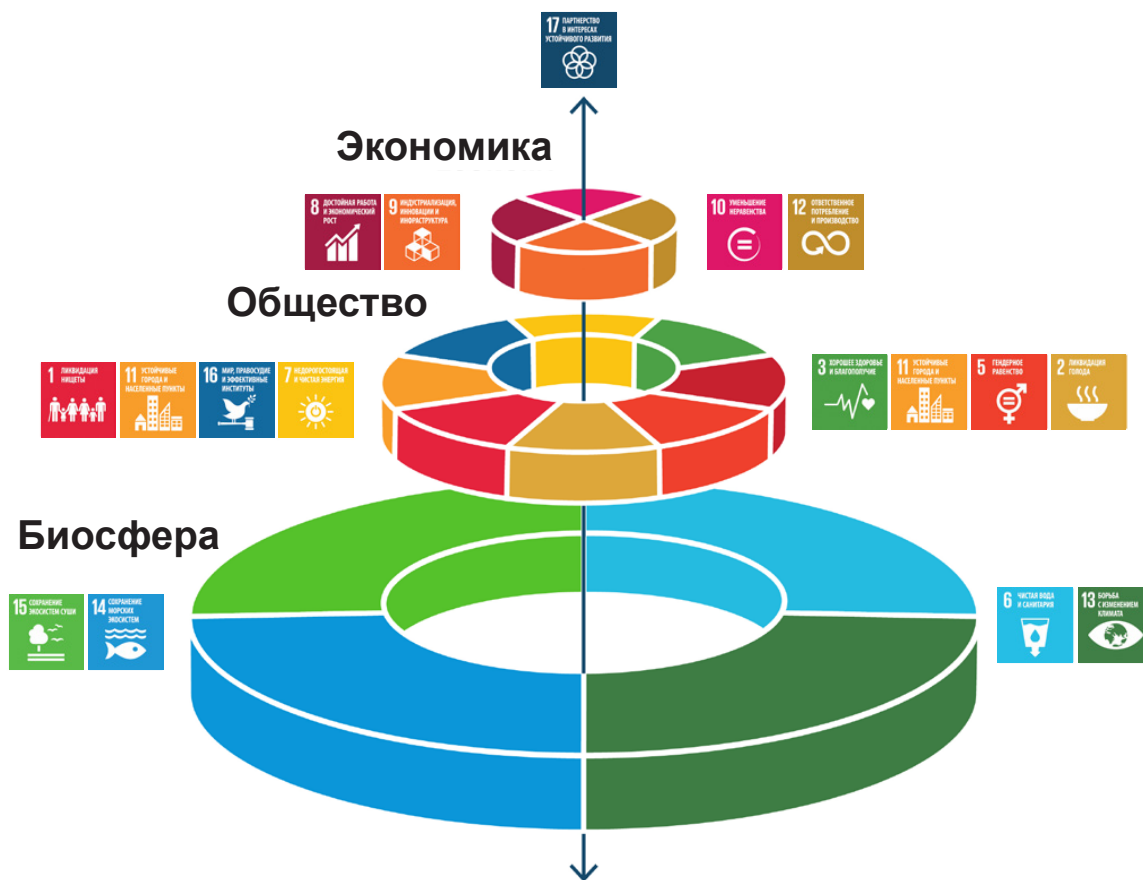 17 ПАРТНЕРСТВО
В ИНТЕРЕСАХ
УСТОЙЧИВОГО РАЗВИТИЯ
Экономика
8 ДОСТОЙНАЯ РАБОТА
И ЭКОНОМИЧЕСКИЙ
РОСТ
9 ИНДУСТРИАЛИЗАЦИЯ,
ИННОВАЦИИ И
ИНФРАСТРУКТУРА
10 УМЕНЬШЕНИЕ
НЕРАВЕНСТВА
12 ОТВЕТСТВЕННОЕ
ПОТРЕБЛЕНИЕ
И ПРОИЗВОДСТВО
Общество
1 ЛИКВИДАЦИЯ
НИЩЕТЫ
11 УСТОЙЧИВЫЕ
ГОРОДА И
НАСЕЛЕННЫЕ ПУНКТЫ
16 МИР, ПРАВОСУДИЕ
И ЭФФЕКТИВНЫЕ
ИНСТИТУТЫ
7 НЕДОРОГОСТОЯЩАЯ
И ЧИСТАЯ ЭНЕРГИЯ
3 ХОРОШЕЕ ЗДОРОВЬЕ
И БЛАГОПОЛУЧИЕ
11 УСТОЙЧИВЫЕ
ГОРОДА И
НАСЕЛЕННЫЕ ПУНКТЫ
5 ГЕНДЕРНОЕ
РАВЕНСТВО
2 ЛИКВИДАЦИЯ
ГОЛОДА
Биосфера
15 СОХРАНЕНИЕ
ЭКОСИСТЕМ СУШИ
14 СОХРАНЕНИЕ
МОРСКИХ
ЭКОСИСТЕМ
6 ЧИСТАЯ ВОДА
И САНИТАРИЯ
13 БОРЬБА
С ИЗМЕНЕНИЕМ
КЛИМАТА